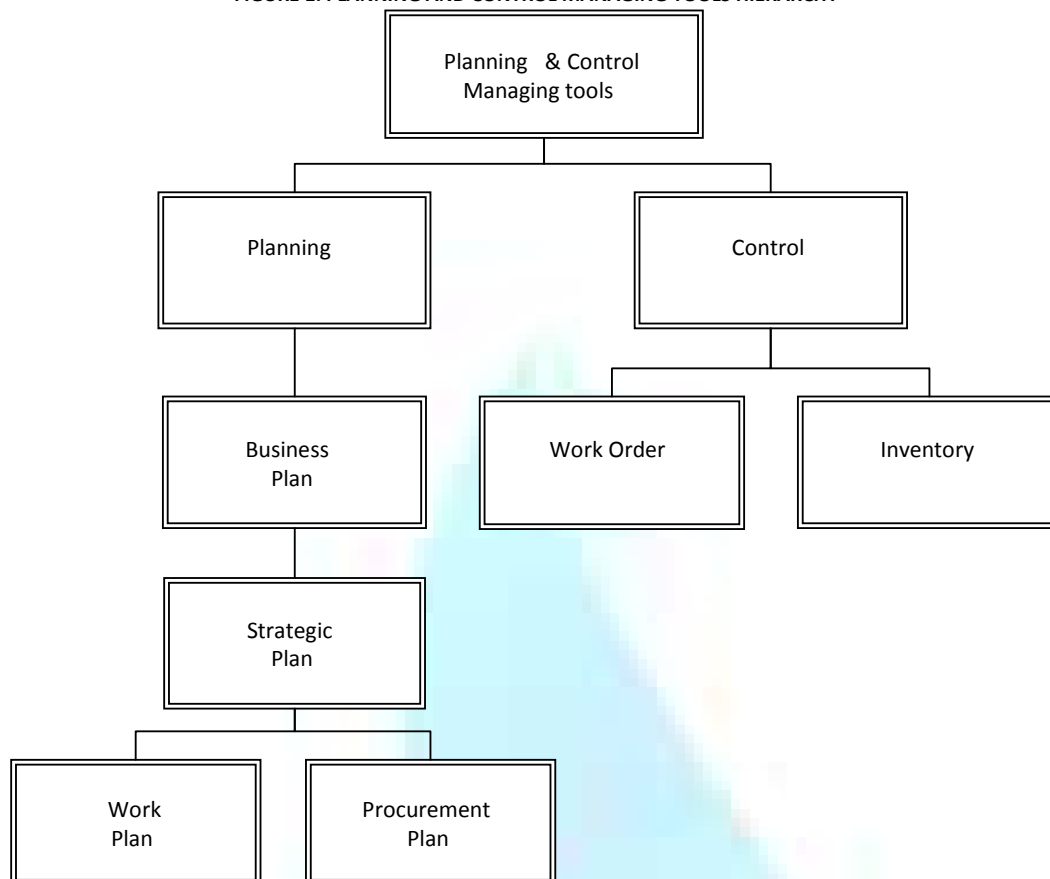 Planning & Control
Managing tools
Planning
Control
Business
Plan
Work Order
Inventory
Strategic
Plan
Work
Plan
Procurement
Plan